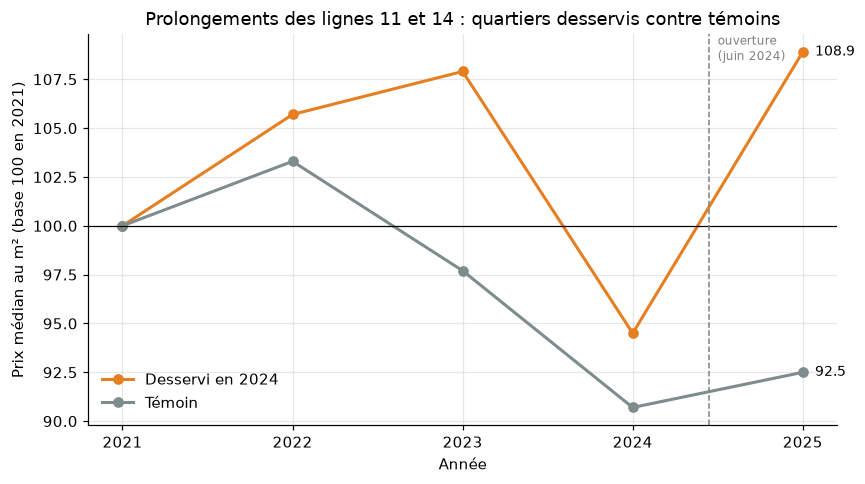 Prolongements des lignes 11 et 14 : quartiers desservis contre témoins
ouverture
(juin 2024)
108.9
92.5
Prix médian au m² (base 100 en 2021)
107.5
105.0
102.5
100.0
97.5
95.0
92.5
90.0
Desservi en 2024
Témoin
2021 2022 2023 2024 2025
Année